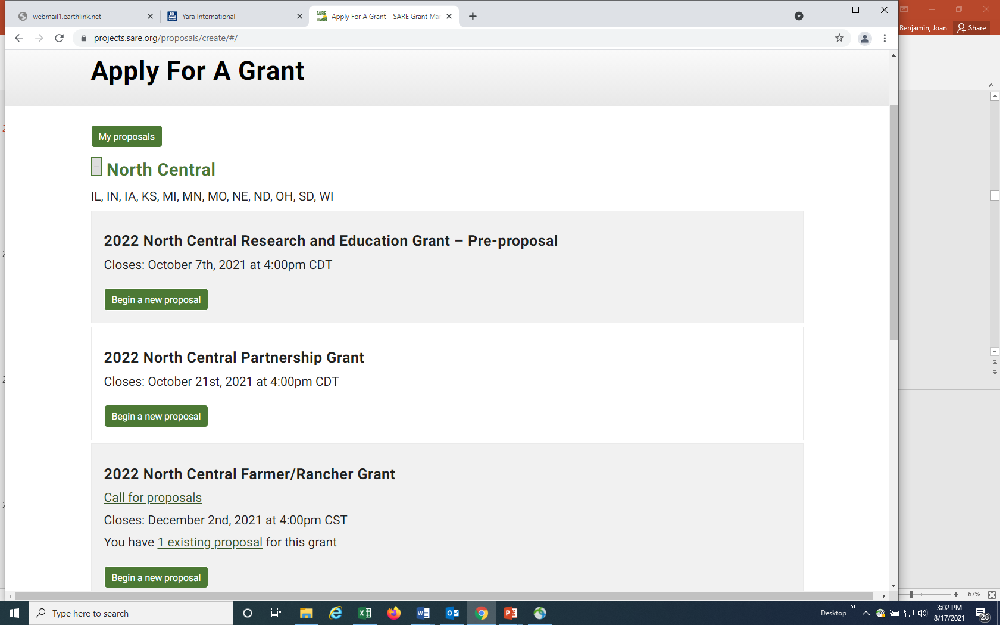 webmail1.earthlink.net
Yara International
Apply For A Grant – SARE Grant Ma
Benjamin, Joan
Share
projects.sare.org/proposals/create/#/
Apply For A Grant
My proposals
– North Central
IL, IN, IA, KS, MI, MN, MO, NE, ND, OH, SD, WI
2022 North Central Research and Education Grant – Pre-proposal
Closes: October 7th, 2021 at 4:00pm CDT
Begin a new proposal
2022 North Central Partnership Grant
Closes: October 21st, 2021 at 4:00pm CDT
Begin a new proposal
2022 North Central Farmer/Rancher Grant
Call for proposals
Closes: December 2nd, 2021 at 4:00pm CST
You have 1 existing proposal for this grant
Begin a new proposal
67%
Type here to search
Desktop
3:02 PM
8/17/2021
28